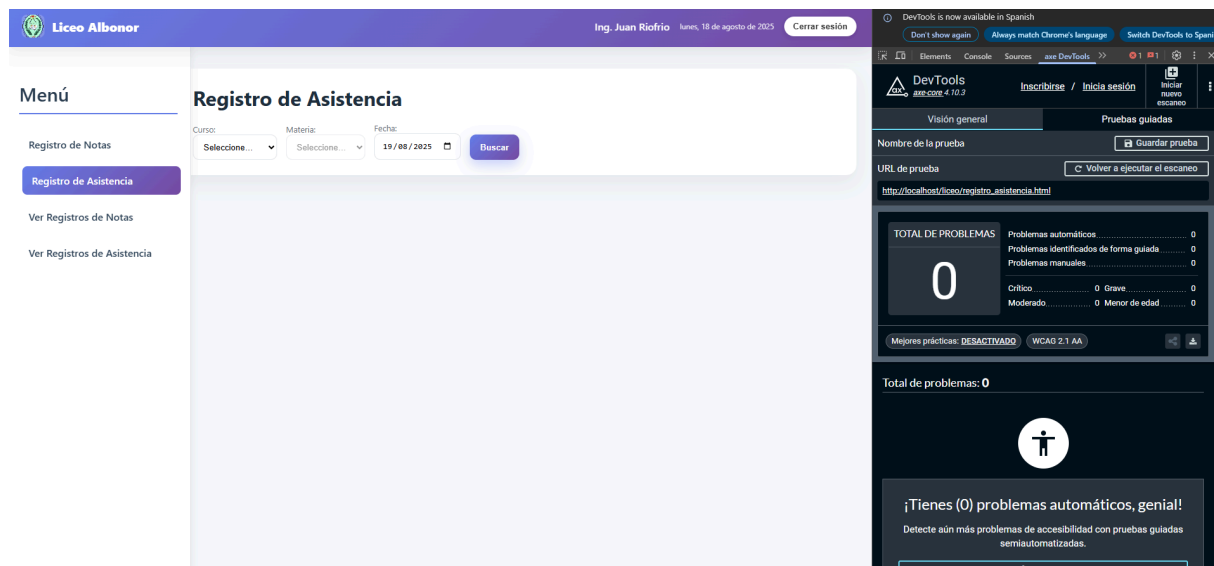 Liceo Albonor
Ing. Juan Riofrio lunes, 18 de agosto de 2025 Cerrar sesión
Menú
Registro de Notas
Registro de Asistencia
Ver Registros de Notas
Ver Registros de Asistencia
Registro de Asistencia
Curso: Materia: Fecha:
Seleccione... Seleccione... 19/08/2025 Buscar
DevTools is now available in Spanish
Don't show again Always match Chrome's language Switch DevTools to Spani
Elements Console Sources axe DevTools 1 1
ax DevTools
axe-core 4.10.3
Inscribirse / Inicia sesión
Iniciar
nuevo
escaneo
Visión general Pruebas guiadas
Nombre de la prueba Guardar prueba
URL de prueba Volver a ejecutar el escaneo
http://localhost/liceo/registro_asistencia.html
TOTAL DE PROBLEMAS
0
Problemas automáticos 0
Problemas identificados de forma guiada 0
Problemas manuales 0
Crítico 0 Grave 0
Moderado 0 Menor de edad 0
Mejores prácticas: DESACTIVADO WCAG 2.1 AA
Total de problemas: 0
¡Tienes (0) problemas automáticos, genial!
Detecte aún más problemas de accesibilidad con pruebas guiadas
semiautomatizadas.